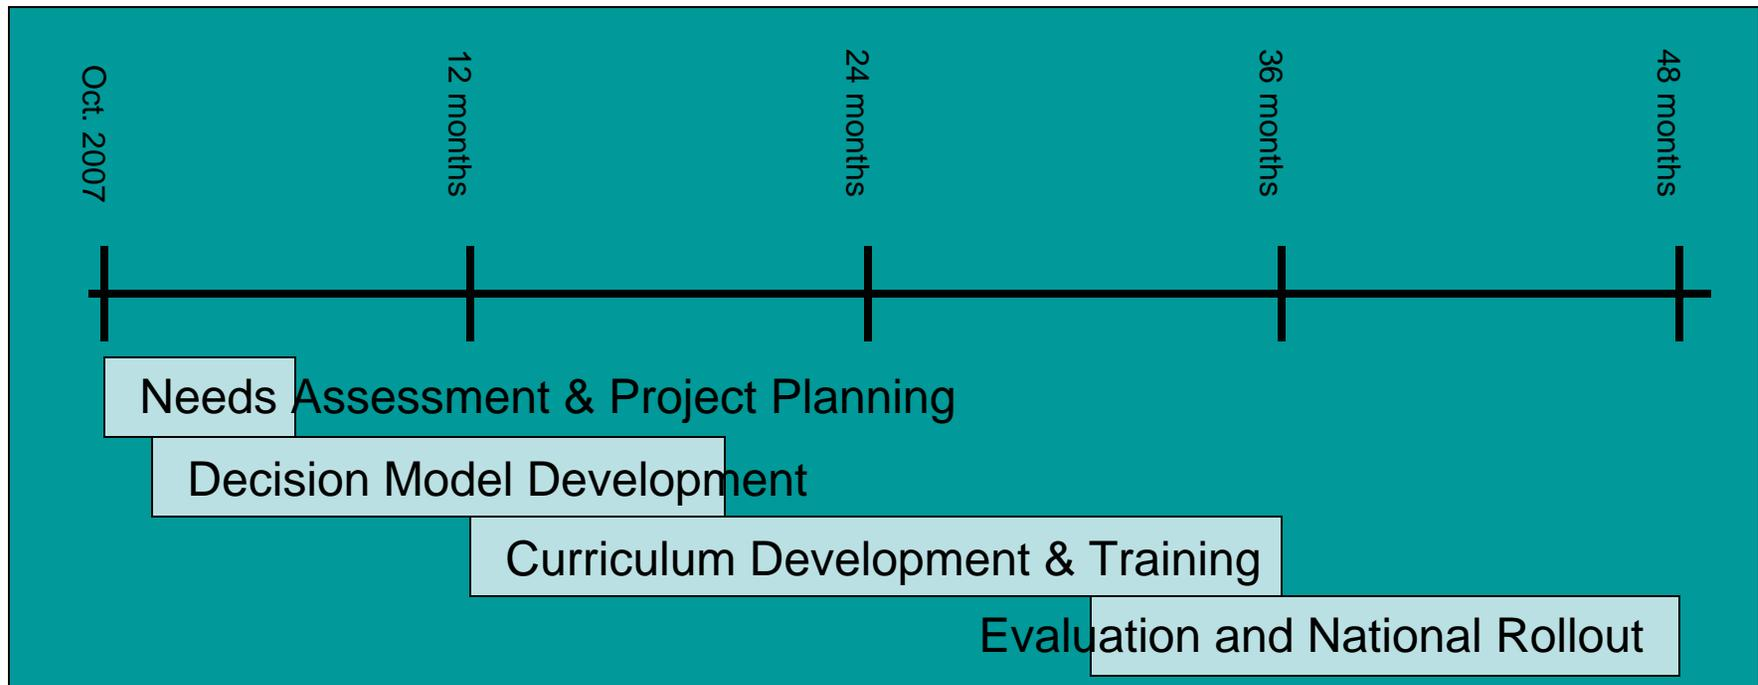 Oct. 2007
12 months
24 months
36 months
48 months
Needs Assessment & Project Planning
Decision Model Development
Curriculum Development & Training
Evaluation and National Rollout